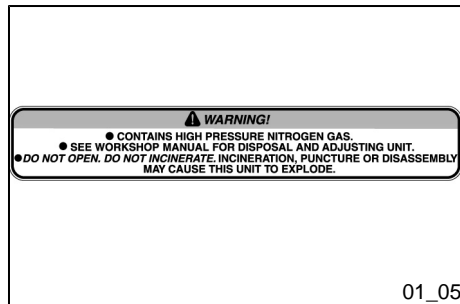 WARNING!
● CONTAINS HIGH PRESSURE NITROGEN GAS.
● SEE WORKSHOP MANUAL FOR DISPOSAL AND ADJUSTING UNIT.
●DO NOT OPEN. DO NOT INCINERATE. INCINERATION, PUNCTURE OR DISASSEMBLY
MAY CAUSE THIS UNIT TO EXPLODE.
01_05